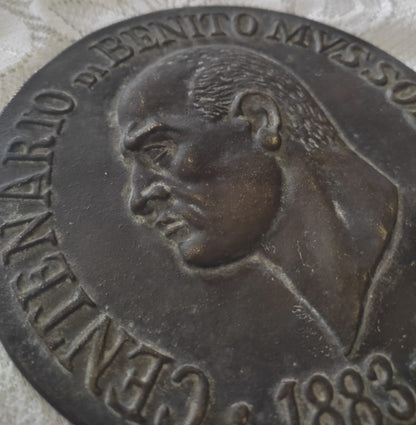 CENTENARIO DI BENITO MVSSO
1883